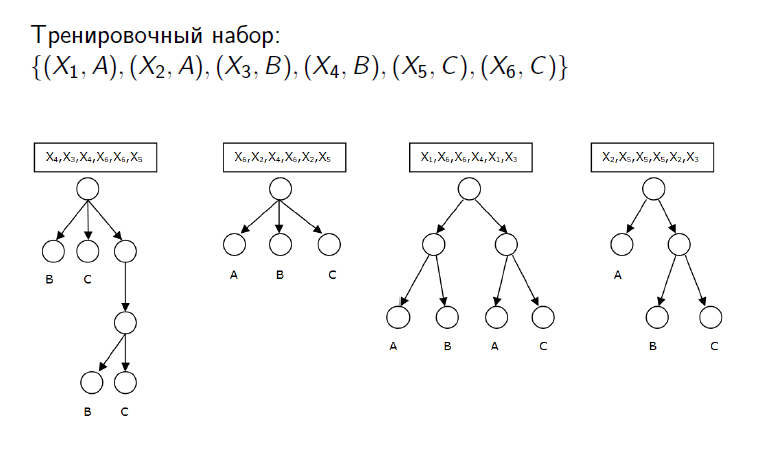 Тренировочный набор:
{(X₁, A), (X₂, A), (X₃, B), (X₄, B), (X₅, C), (X₆, C)}
X₄,X₃,X₄,X₆,X₆,X₅
X₆,X₂,X₄,X₆,X₂,X₅
X₁,X₆,X₆,X₄,X₁,X₃
X₂,X₅,X₅,X₅,X₂,X₃
B C
A B C
A
B C
A B A C
B C